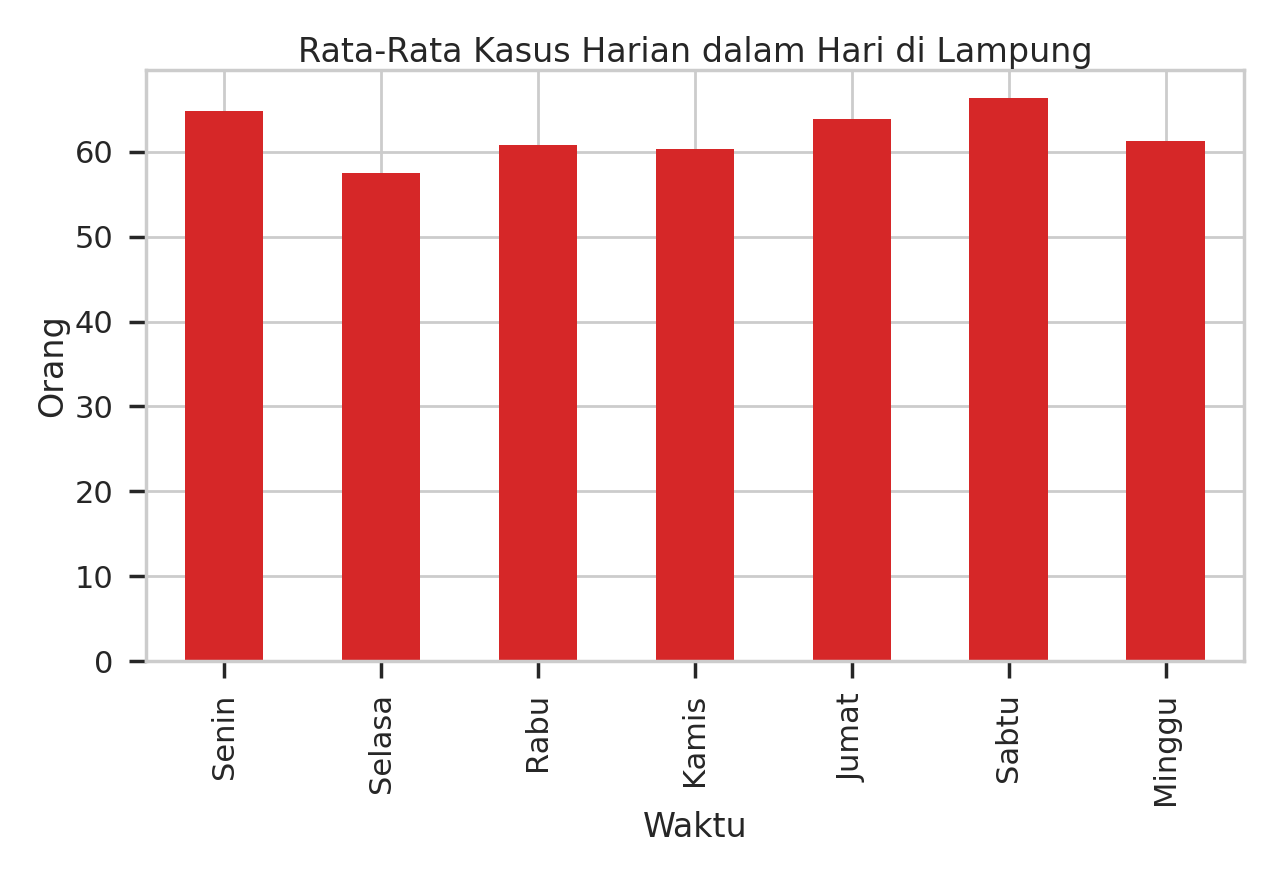 Rata-Rata Kasus Harian dalam Hari di Lampung
Orang
60
50
40
30
20
10
0
Senin
Selasa
Rabu
Kamis
Jumat
Sabtu
Minggu
Waktu